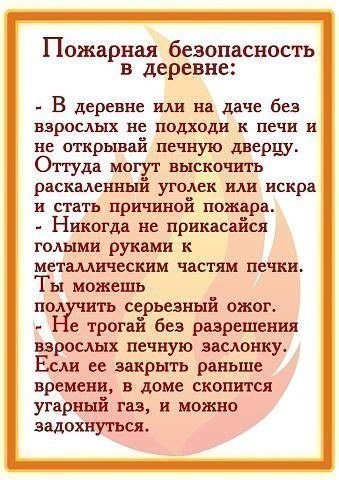 Пожарная безопасность
в деревне:
- В деревне или на даче без
взрослых не подходи к печи и
не открывай печную дверцу.
Оттуда могут выскочить
раскаленный уголек или искра
и стать причиной пожара.
- Никогда не прикасайся
голыми руками к
металлическим частям печки.
Ты можешь
получить серьезный ожог.
- Не трогай без разрешения
взрослых печную заслонку.
Если ее закрыть раньше
времени, в доме скопится
угарный газ, и можно
задохнуться.